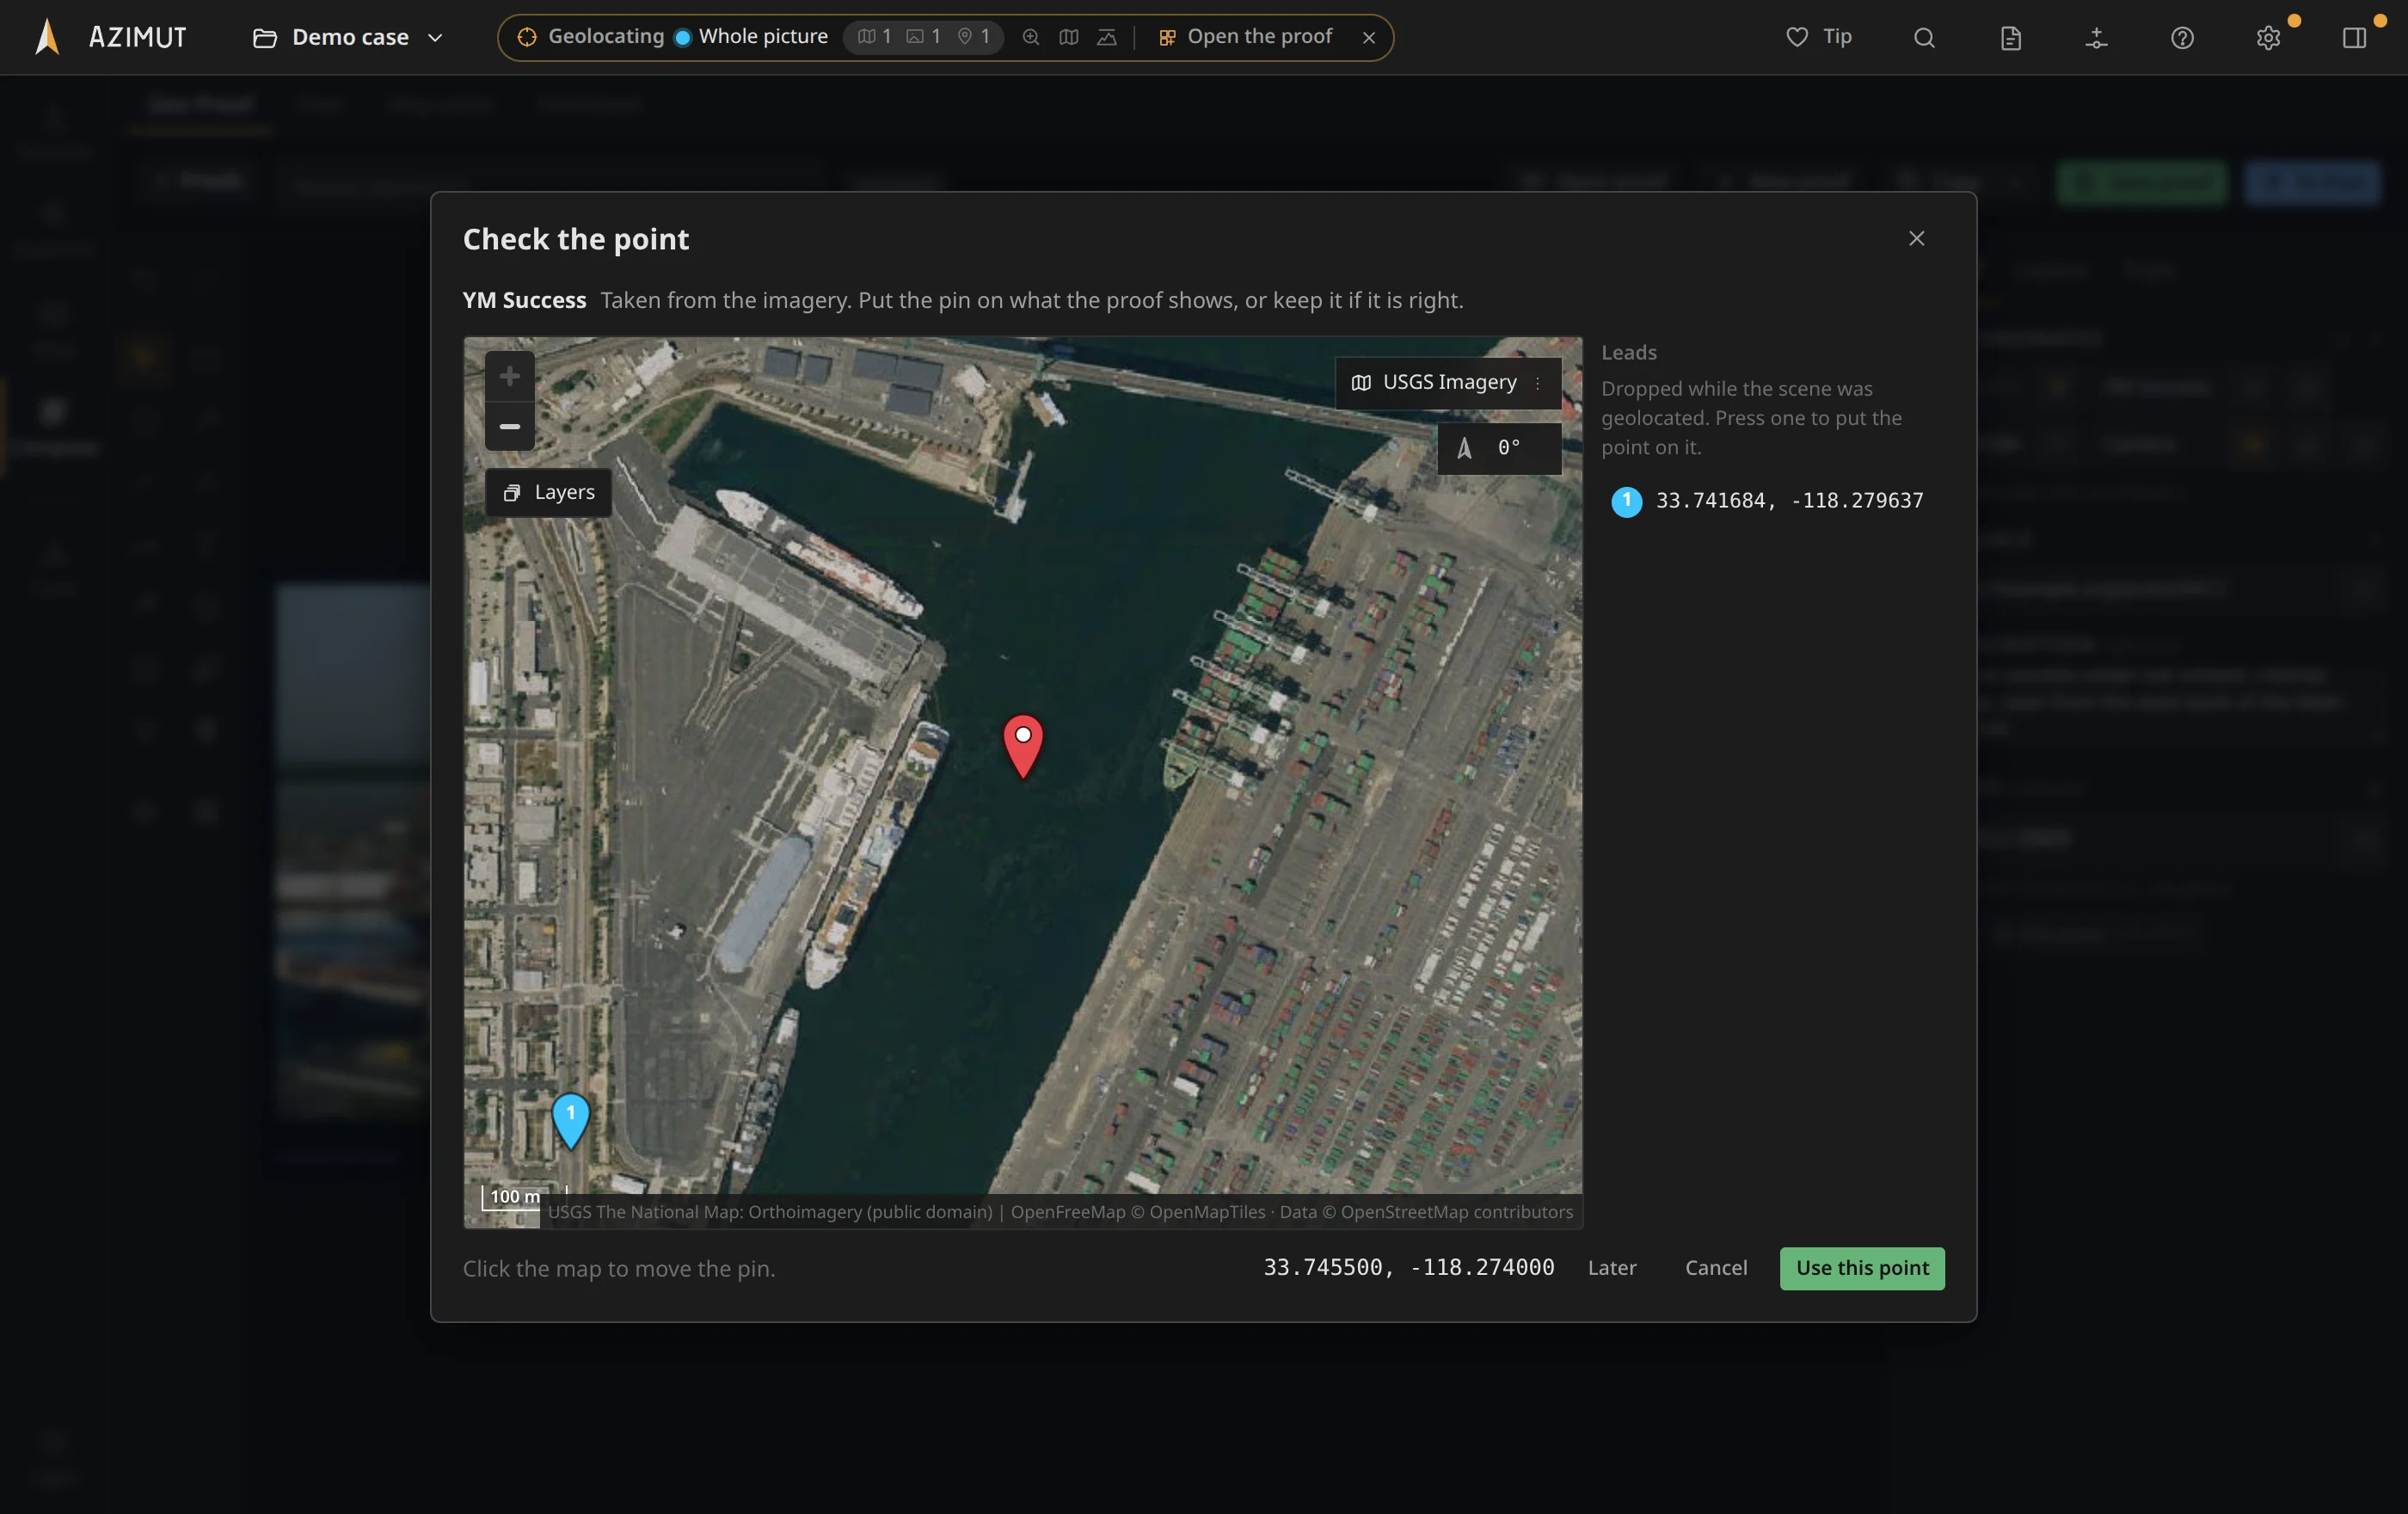 AZIMUT
Demo case
Geolocating
Whole picture
1
1
1
Open the proof
Tip
Check the point
YM Success Taken from the imagery. Put the pin on what the proof shows, or keep it if it is right.
Layers
USGS Imagery
0°
Leads
Dropped while the scene was
geolocated. Press one to put the
point on it.
1 33.741684, -118.279637
1
100 m
USGS The National Map: Orthoimagery (public domain) | OpenFreeMap © OpenMapTiles · Data © OpenStreetMap contributors
Click the map to move the pin.
33.745500, -118.274000
Later
Cancel
Use this point